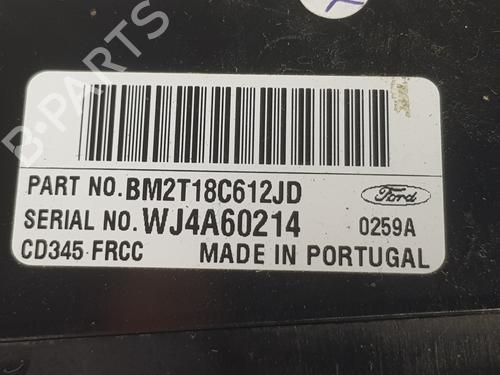 B-PARTS
PART NO. BM2T18C612JD
Ford
SERIAL NO. WJ4A60214
0259A
CD345 FRCC
MADE IN PORTUGAL